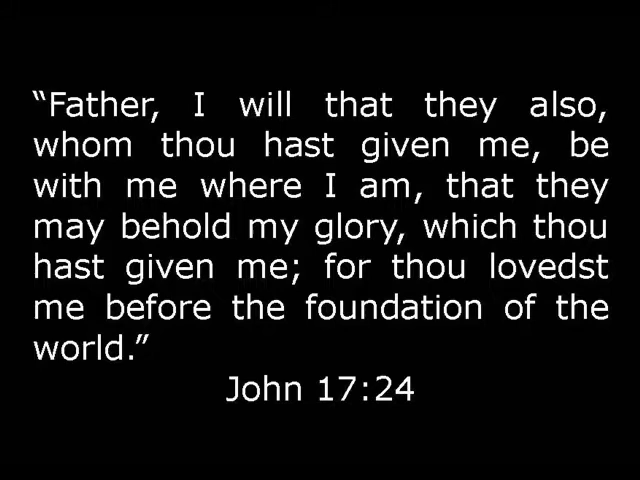 “Father, I will that they also,
whom thou hast given me, be
with me where I am, that they
may behold my glory, which thou
hast given me; for thou lovedst
me before the foundation of the
world.”
John 17:24